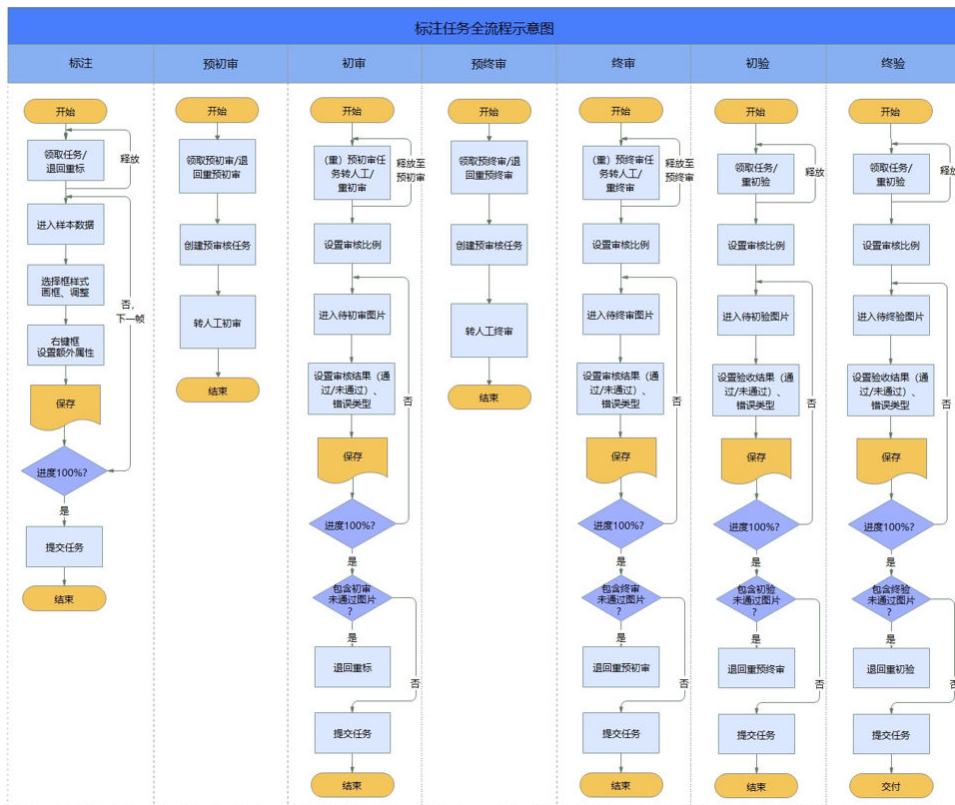 标注任务全流程示意图
标注
预初审
初审
预终审
终审
初验
终验
开始
领取任务/
退回重标
释放
进入样本数据
选择框样式
画框、调整
否，
下一帧
右键框
设置额外属性
保存
进度100%?
是
提交任务
结束
开始
领取预初审/退
回重预初审
创建预审核任务
转人工初审
结束
开始
（重）预初审任
务转人工/
重初审
释放至
预初审
设置审核比例
进入待初审图片
设置审核结果（通
过/未通过）、
错误类型
否
保存
进度100%?
是
包含初审
未通过图片
？
是
退回重标
否
提交任务
结束
开始
领取预终审/退
回重预终审
创建预审核任务
转人工终审
结束
开始
（重）预终审任
务转人工/
重终审
释放至
预终审
设置审核比例
进入待终审图片
设置审核结果（通
过/未通过）、
错误类型
否
保存
进度100%?
是
包含终审
未通过图片
？
是
退回重预初审
否
提交任务
结束
开始
领取任务/
重初验
释放
设置审核比例
进入待初验图片
设置验收结果（通
过/未通过）、
错误类型
否
保存
进度100%?
是
包含初验
未通过图片
？
是
退回重预终审
否
提交任务
结束
开始
领取任务/
重初验
释放
设置审核比例
进入待终验图片
设置验收结果（通
过/未通过）、
错误类型
否
保存
进度100%?
是
包含终验
未通过图片
？
是
退回重初验
否
提交任务
交付